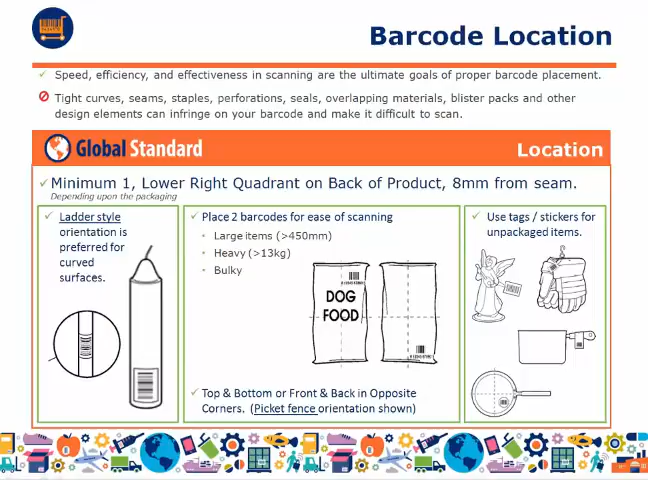 Barcode Location
Speed, efficiency, and effectiveness in scanning are the ultimate goals of proper barcode placement.
Tight curves, seams, staples, perforations, seals, overlapping materials, blister packs and other
design elements can infringe on your barcode and make it difficult to scan.
Global Standard
Location
Minimum 1, Lower Right Quadrant on Back of Product, 8mm from seam.
Depending upon the packaging
Ladder style
orientation is
preferred for
curved
surfaces.
Place 2 barcodes for ease of scanning
Large items (>450mm)
Heavy (>13kg)
Bulky
DOG
FOOD
Top & Bottom or Front & Back in Opposite
Corners. (Picket fence orientation shown)
Use tags / stickers for
unpackaged items.